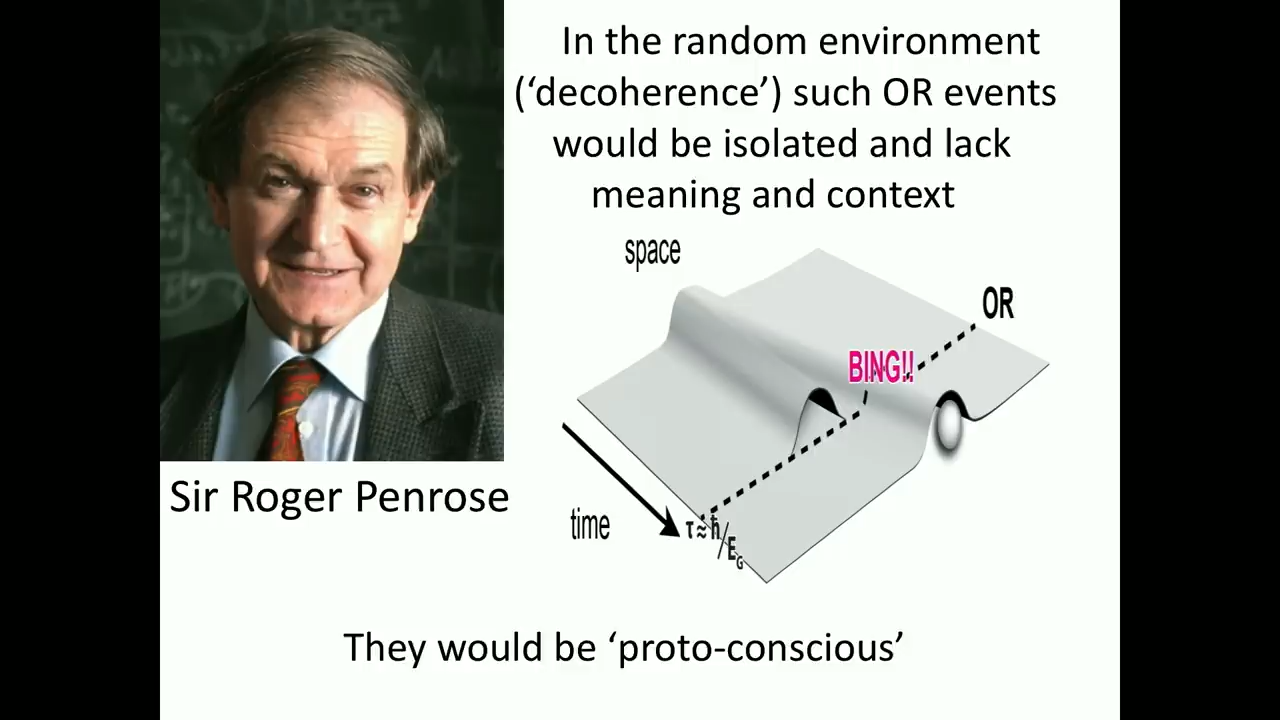 In the random environment
(‘decoherence’) such OR events
would be isolated and lack
meaning and context
space
OR
BING!!
Sir Roger Penrose
time
τ ≈ ħ/E_G
They would be ‘proto-conscious’